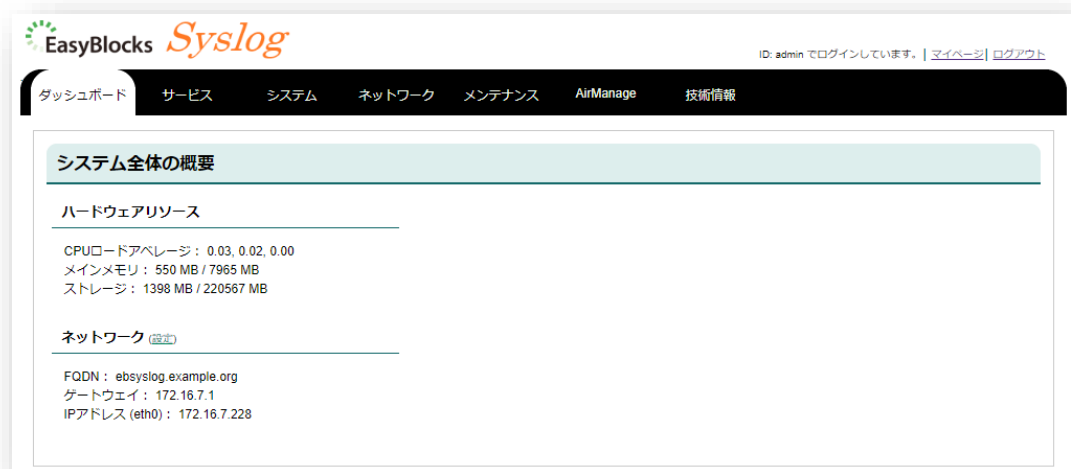 EasyBlocks Syslog
ID: admin でログインしています。 | マイページ | ログアウト
ダッシュボード サービス システム ネットワーク メンテナンス AirManage 技術情報
システム全体の概要
ハードウェアリソース
CPUロードアベレージ： 0.03, 0.02, 0.00
メインメモリ： 550 MB / 7965 MB
ストレージ： 1398 MB / 220567 MB
ネットワーク (設定)
FQDN： ebsyslog.example.org
ゲートウェイ： 172.16.7.1
IPアドレス (eth0)： 172.16.7.228